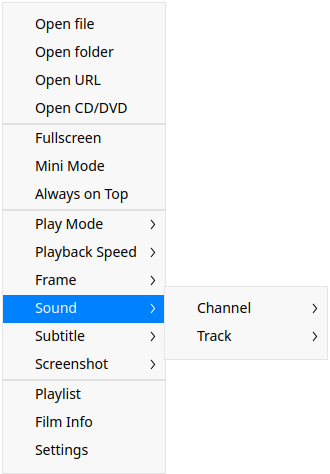 Open file
Open folder
Open URL
Open CD/DVD
Fullscreen
Mini Mode
Always on Top
Play Mode
Playback Speed
Frame
Sound
Channel
Subtitle
Track
Screenshot
Playlist
Film Info
Settings